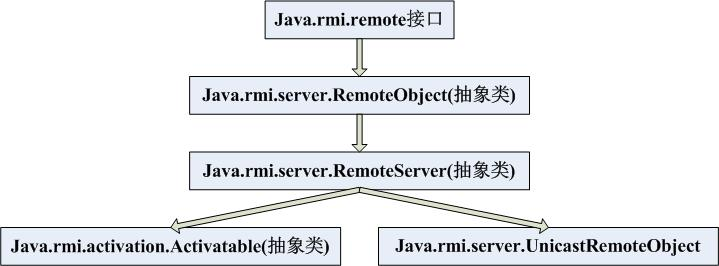 Java.rmi.remote接口
Java.rmi.server.RemoteObject(抽象类)
Java.rmi.server.RemoteServer(抽象类)
Java.rmi.activation.Activatable(抽象类)
Java.rmi.server.UnicastRemoteObject